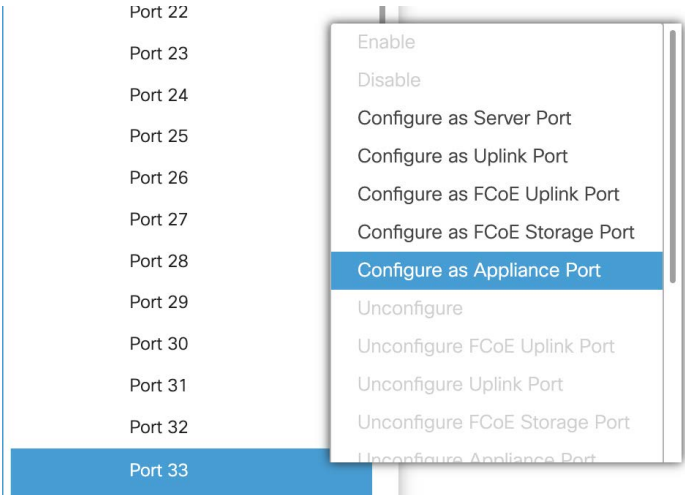 Port 22
Port 23
Port 24
Port 25
Port 26
Port 27
Port 28
Port 29
Port 30
Port 31
Port 32
Port 33
Enable
Disable
Configure as Server Port
Configure as Uplink Port
Configure as FCoE Uplink Port
Configure as FCoE Storage Port
Configure as Appliance Port
Unconfigure
Unconfigure FCoE Uplink Port
Unconfigure Uplink Port
Unconfigure FCoE Storage Port
Unconfigure Appliance Port